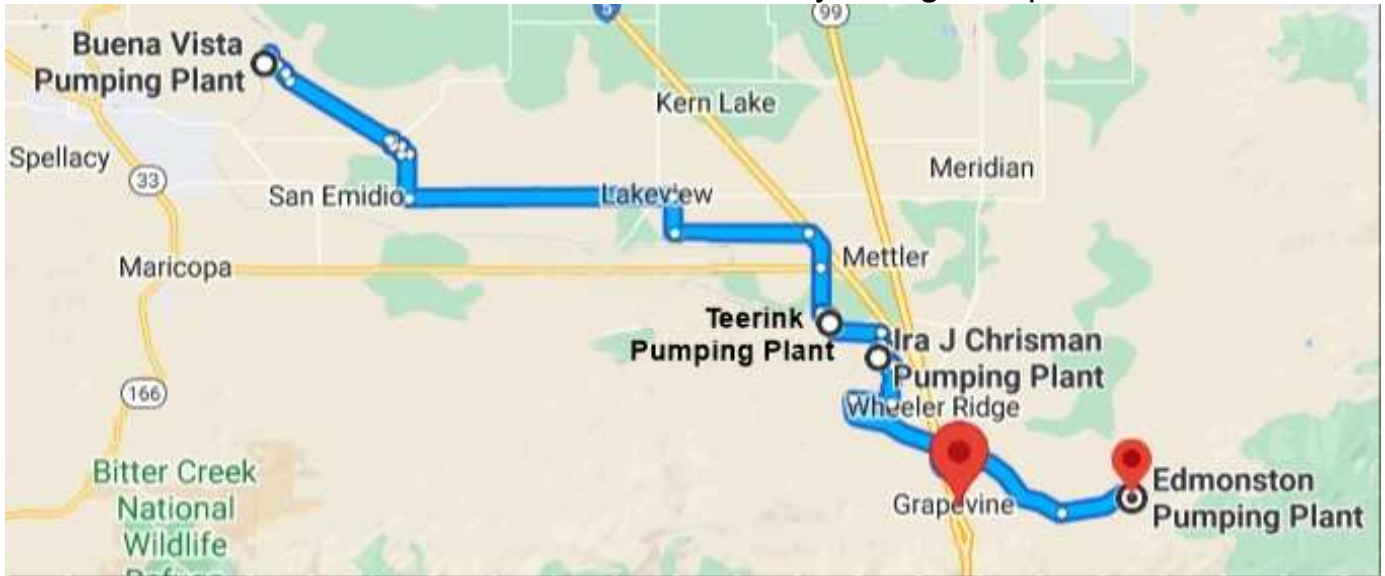 5
99
Buena Vista
Pumping Plant
Kern Lake
Spellacy
33
Meridian
San Emidio
Lakeview
Maricopa
Mettler
Teerink
Pumping Plant
Ira J Chrisman
Pumping Plant
166
Wheeler Ridge
Bitter Creek
National
Wildlife
Grapevine
Edmonston
Pumping Plant